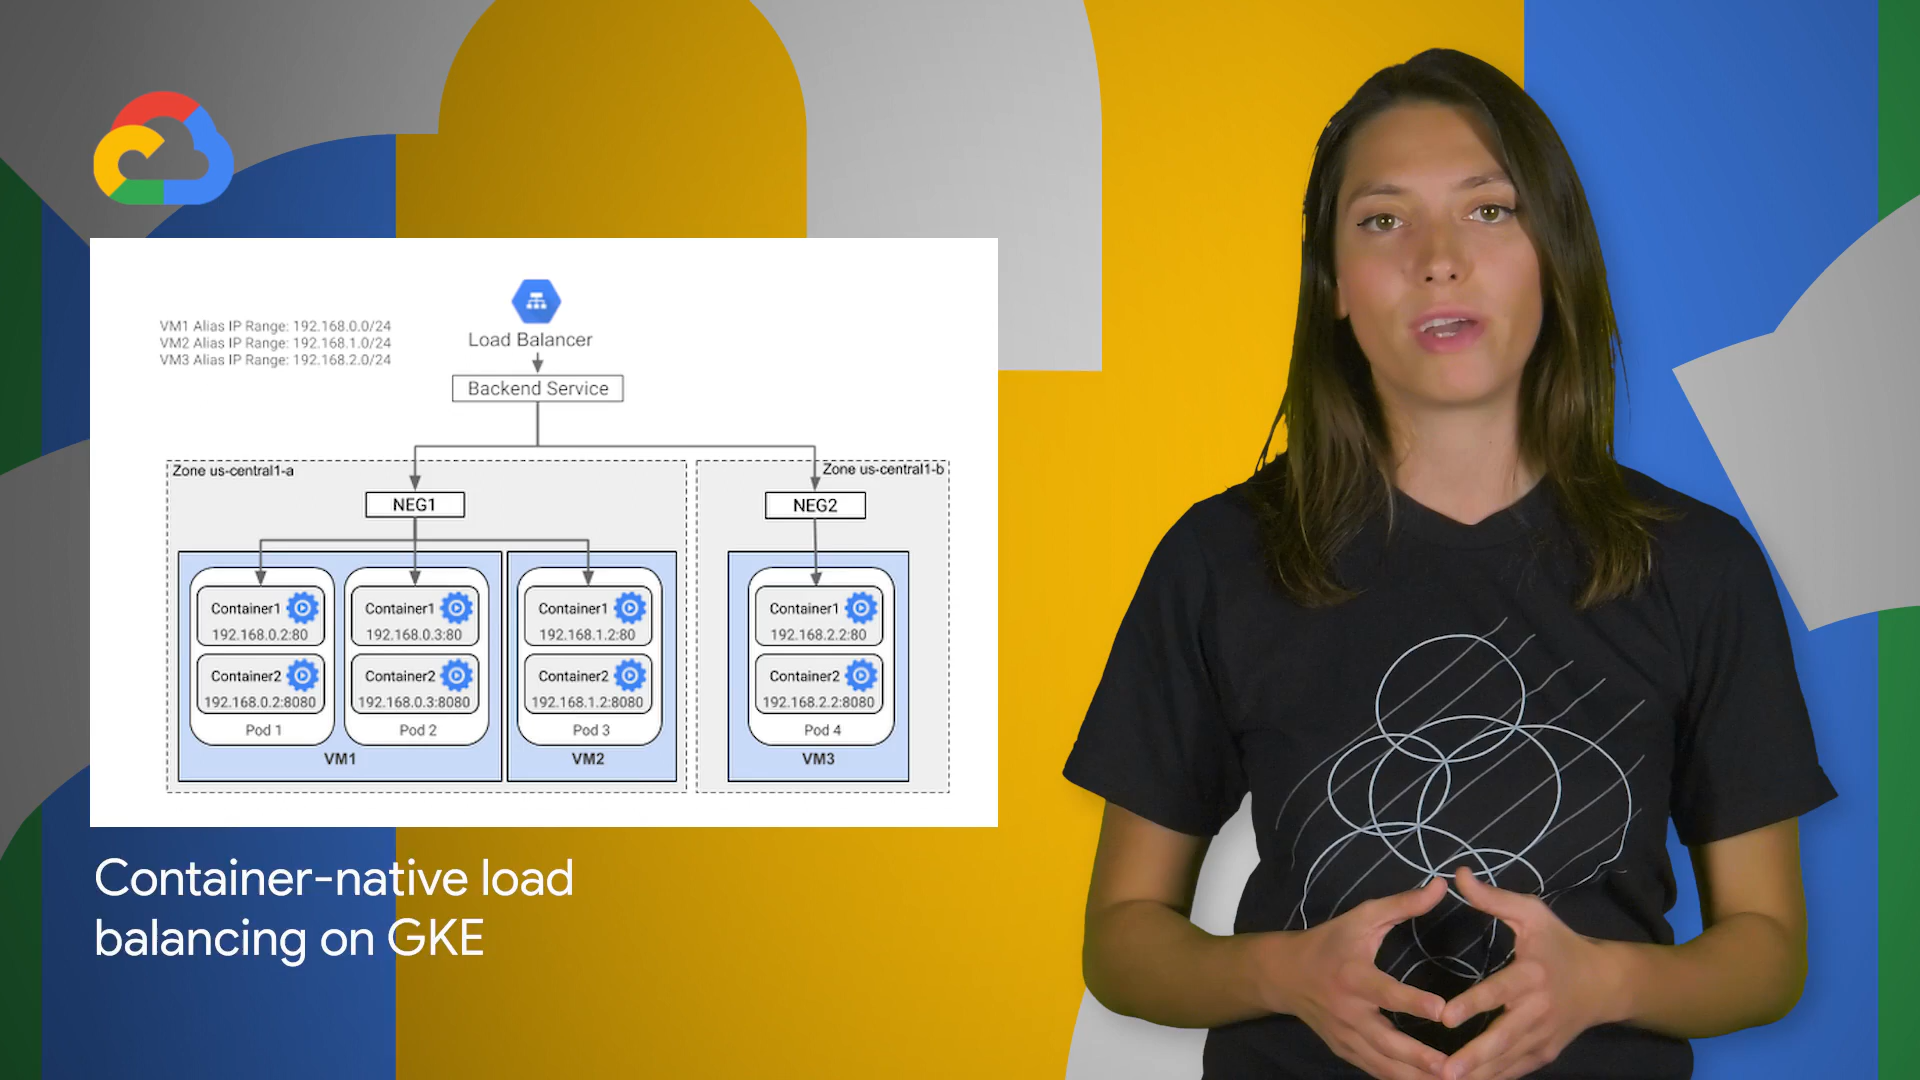 VM1 Alias IP Range: 192.168.0.0/24
VM2 Alias IP Range: 192.168.1.0/24
VM3 Alias IP Range: 192.168.2.0/24
Load Balancer
Backend Service
Zone us-central1-a
Zone us-central1-b
NEG1
NEG2
Container1
192.168.0.2:80
Container2
192.168.0.2:8080
Pod 1
Container1
192.168.0.3:80
Container2
192.168.0.3:8080
Pod 2
VM1
Container1
192.168.1.2:80
Container2
192.168.1.2:8080
Pod 3
VM2
Container1
192.168.2.2:80
Container2
192.168.2.2:8080
Pod 4
VM3
Container-native load
balancing on GKE